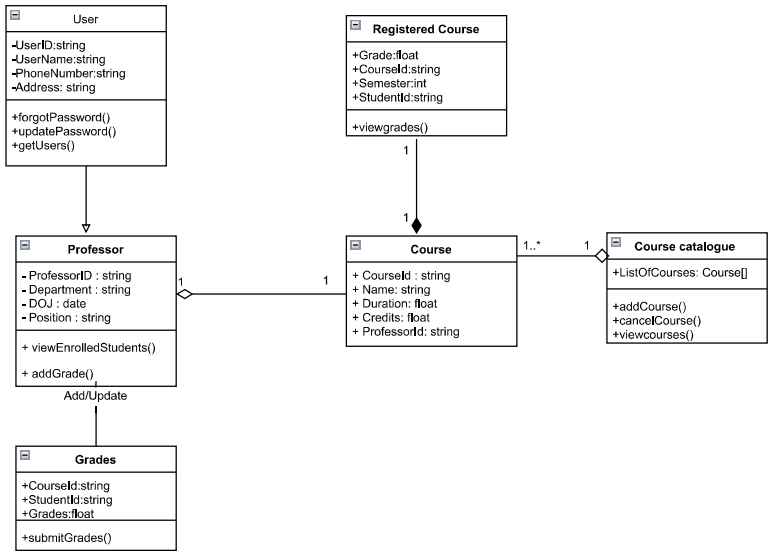 User
-UserID:string
-UserName:string
-PhoneNumber:string
-Address: string
+forgotPassword()
+updatePassword()
+getUsers()
Registered Course
+Grade:float
+CourseId:string
+Semester:int
+StudentId:string
+viewgrades()
1
1
Professor
- ProfessorID : string
- Department : string
- DOJ : date
- Position : string
+ viewEnrolledStudents()
+ addGrade()
1
1
Course
+ CourseId : string
+ Name: string
+ Duration: float
+ Credits: float
+ ProfessorId: string
1..*
1
Course catalogue
+ListOfCourses: Course[]
+addCourse()
+cancelCourse()
+viewcourses()
Add/Update
Grades
+CourseId:string
+StudentId:string
+Grades:float
+submitGrades()